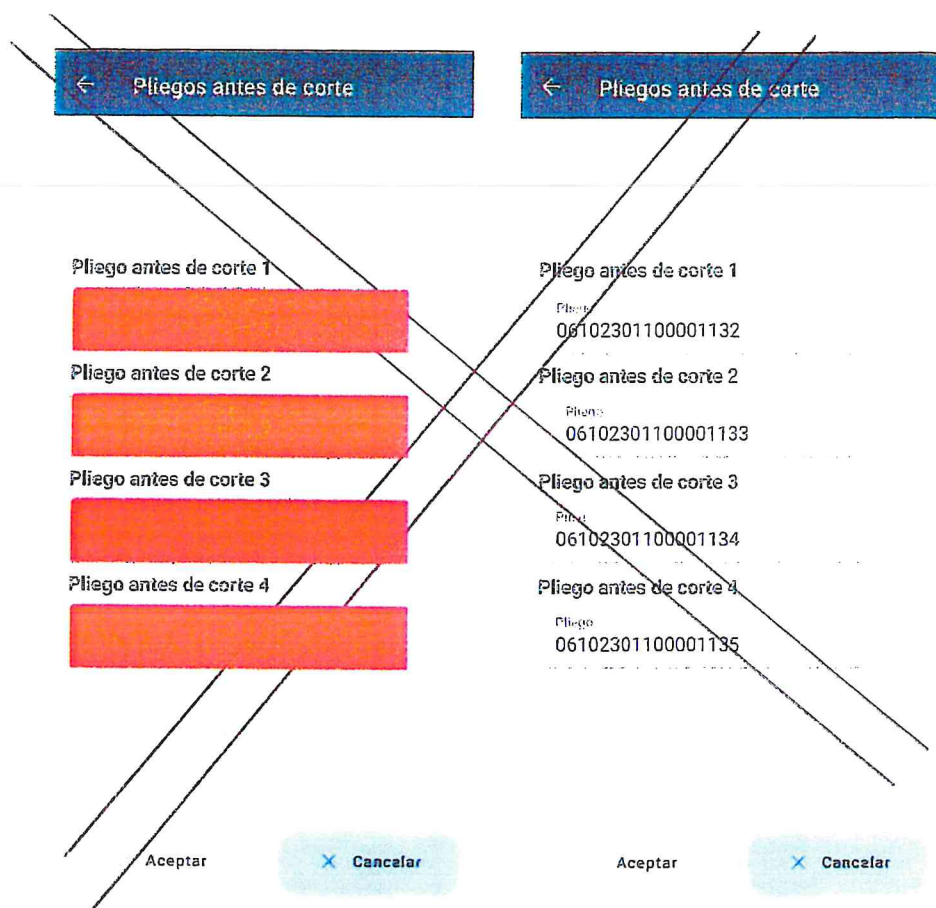 Pliegos antes de corte
Pliego antes de corte 1
Pliego antes de corte 2
Pliego antes de corte 3
Pliego antes de corte 4
Aceptar
Cancelar
Pliegos antes de corte
Pliego antes de corte 1
Pliego
06102301100001132
Pliego antes de corte 2
Pliego
06102301100001133
Pliego antes de corte 3
06102301100001134
Pliego antes de corte 4
Pliego
06102301100001135
Aceptar
Cancelar